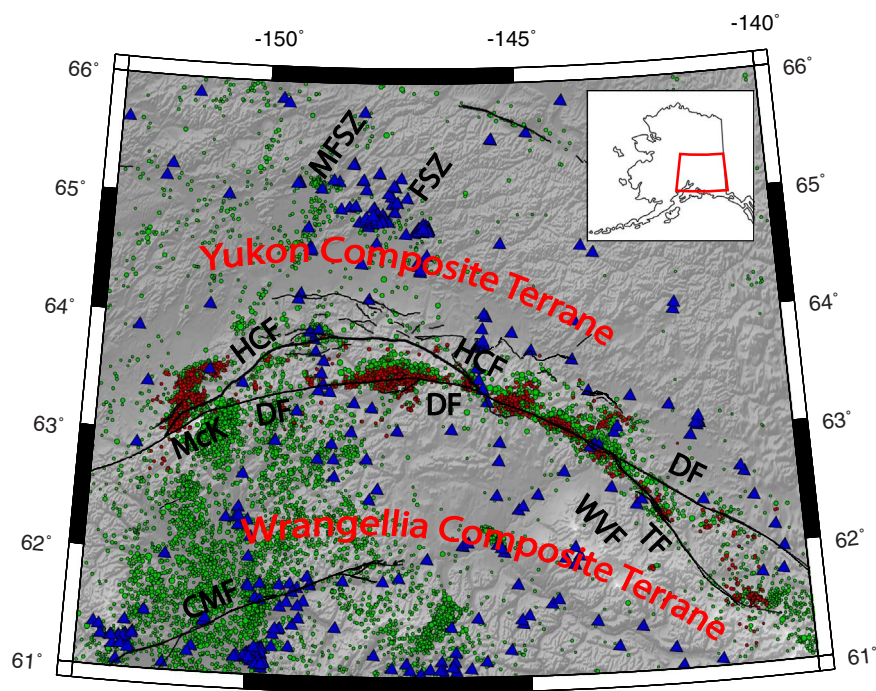 -150˚ -145˚ -140˚
66˚ 66˚
MFSZ
FSZ
65˚ 65˚
Yukon Composite Terrane
64˚ 64˚
HCF HCF
63˚ McK DF DF DF 63˚
62˚ Wrangellia Composite Terrane WVF TF 62˚
CMF
61˚ 61˚